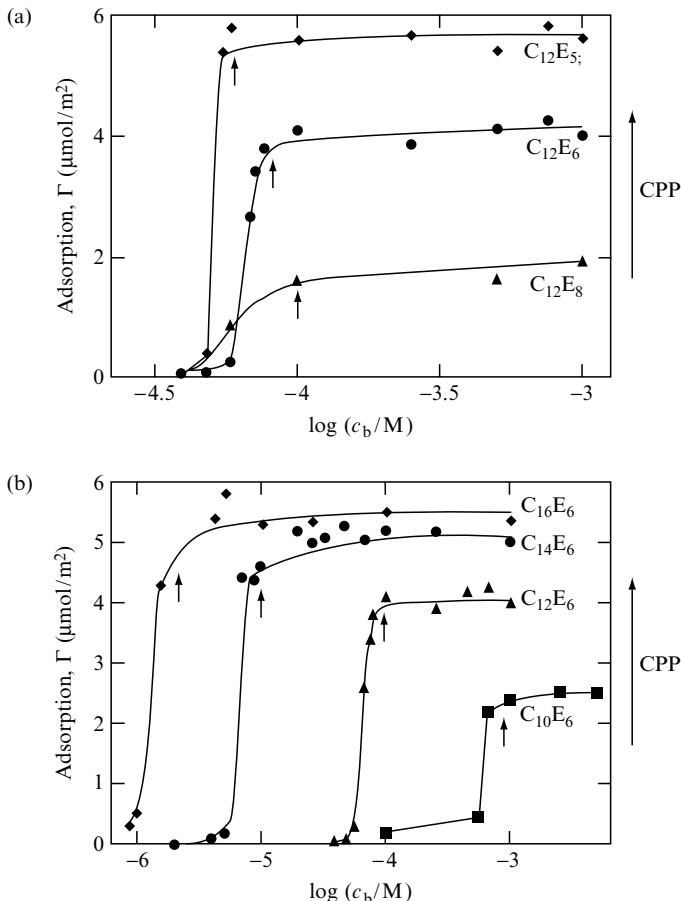 (a)
6
4
2
0
Adsorption, Γ (μmol/m²)
C₁₂E₅;
C₁₂E₆
C₁₂E₈
CPP
−4.5 −4 −3.5 −3
log (c_b/M)
(b)
6
5
4
3
2
1
0
Adsorption, Γ (μmol/m²)
C₁₆E₆
C₁₄E₆
C₁₂E₆
C₁₀E₆
CPP
−6 −5 −4 −3
log (c_b/M)